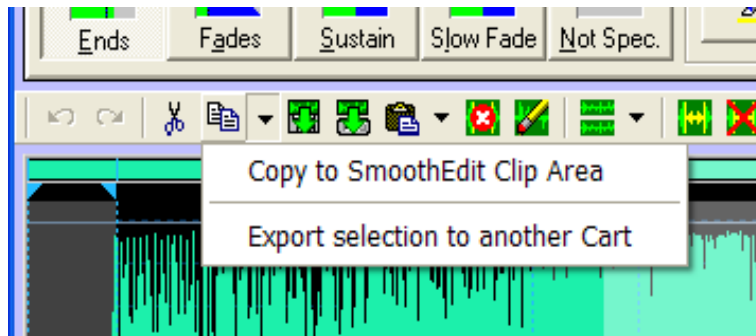 Ends Fades Sustain Slow Fade Not Spec.
Copy to SmoothEdit Clip Area
Export selection to another Cart